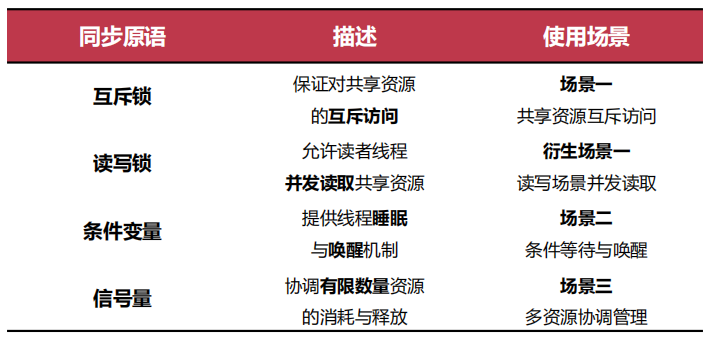 同步原语 描述 使用场景
互斥锁 保证对共享资源的互斥访问 场景一 共享资源互斥访问
读写锁 允许读者线程并发读取共享资源 衍生场景一 读写场景并发读取
条件变量 提供线程睡眠与唤醒机制 场景二 条件等待与唤醒
信号量 协调有限数量资源的消耗与释放 场景三 多资源协调管理